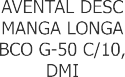 AVENTAL DESC
MANGA LONGA
BCO G-50 C/10,
DMI